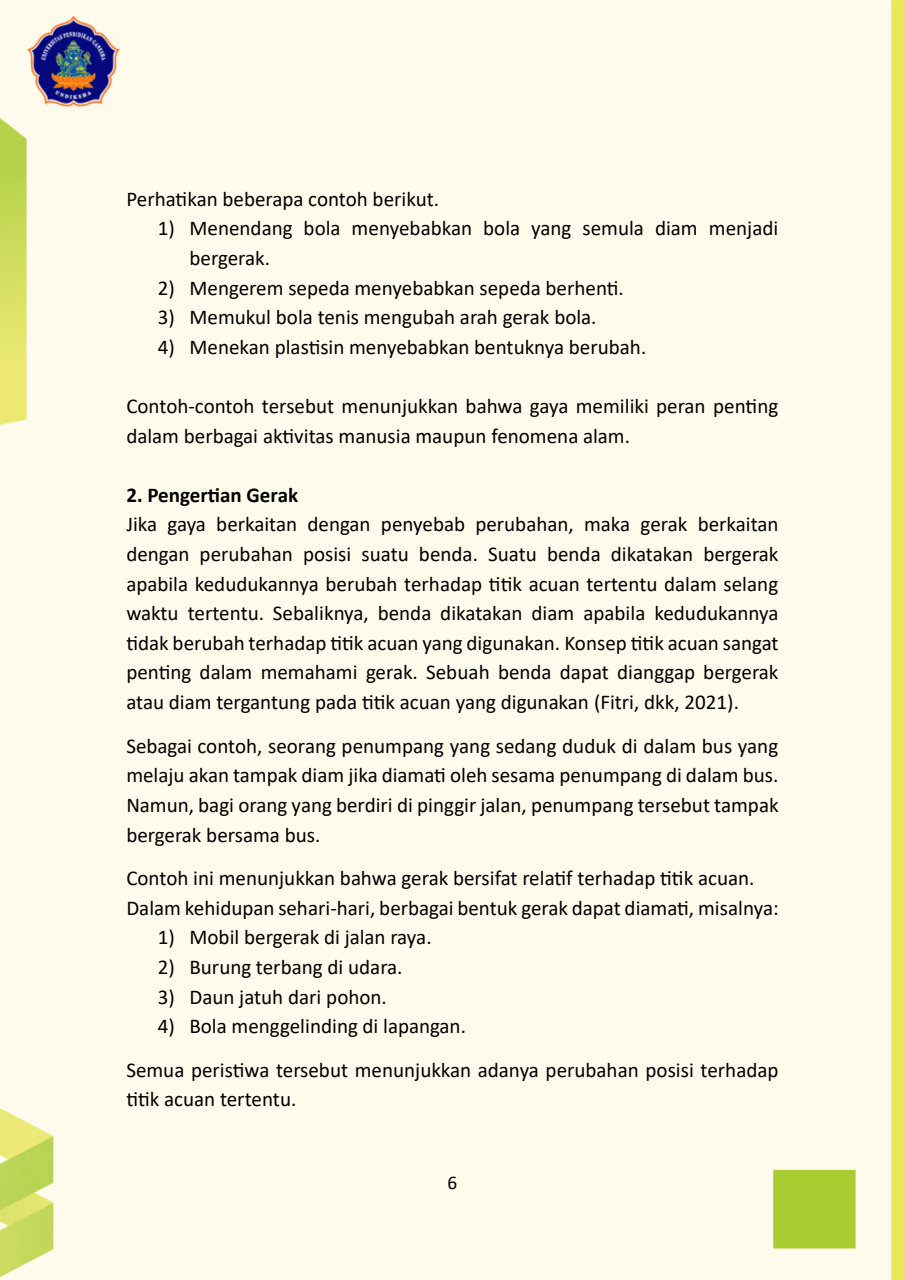 UNIVERSITAS PENDIDIKAN GANESHA
UNDIKSHA
Perhatikan beberapa contoh berikut.
1) Menendang bola menyebabkan bola yang semula diam menjadi
bergerak.
2) Mengerem sepeda menyebabkan sepeda berhenti.
3) Memukul bola tenis mengubah arah gerak bola.
4) Menekan plastisin menyebabkan bentuknya berubah.
Contoh-contoh tersebut menunjukkan bahwa gaya memiliki peran penting
dalam berbagai aktivitas manusia maupun fenomena alam.
2. Pengertian Gerak
Jika gaya berkaitan dengan penyebab perubahan, maka gerak berkaitan
dengan perubahan posisi suatu benda. Suatu benda dikatakan bergerak
apabila kedudukannya berubah terhadap titik acuan tertentu dalam selang
waktu tertentu. Sebaliknya, benda dikatakan diam apabila kedudukannya
tidak berubah terhadap titik acuan yang digunakan. Konsep titik acuan sangat
penting dalam memahami gerak. Sebuah benda dapat dianggap bergerak
atau diam tergantung pada titik acuan yang digunakan (Fitri, dkk, 2021).
Sebagai contoh, seorang penumpang yang sedang duduk di dalam bus yang
melaju akan tampak diam jika diamati oleh sesama penumpang di dalam bus.
Namun, bagi orang yang berdiri di pinggir jalan, penumpang tersebut tampak
bergerak bersama bus.
Contoh ini menunjukkan bahwa gerak bersifat relatif terhadap titik acuan.
Dalam kehidupan sehari-hari, berbagai bentuk gerak dapat diamati, misalnya:
1) Mobil bergerak di jalan raya.
2) Burung terbang di udara.
3) Daun jatuh dari pohon.
4) Bola menggelinding di lapangan.
Semua peristiwa tersebut menunjukkan adanya perubahan posisi terhadap
titik acuan tertentu.
6